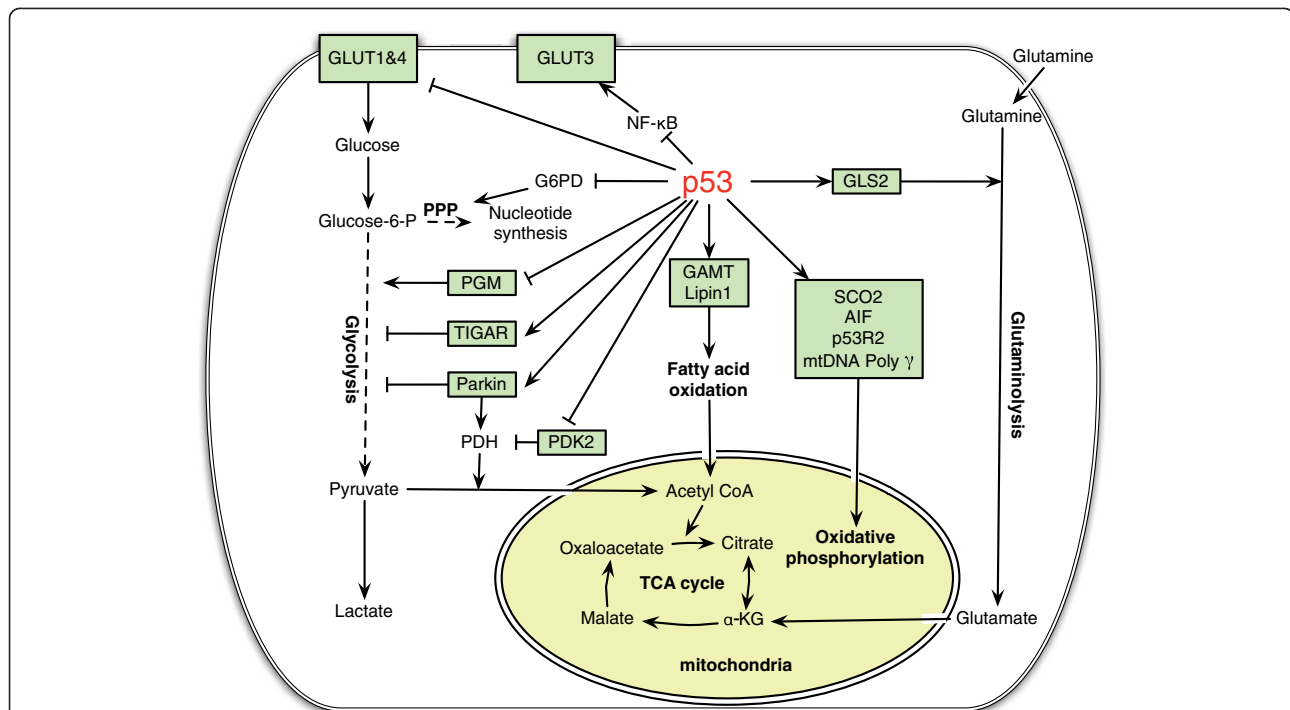 GLUT1&4
GLUT3
Glutamine
NF-κB
Glutamine
Glucose
G6PD
p53
GLS2
PPP
Glucose-6-P
Nucleotide
synthesis
PGM
GAMT
Lipin1
SCO2
AIF
p53R2
mtDNA Poly γ
TIGAR
Glycolysis
Glutaminolysis
Parkin
Fatty acid
oxidation
PDH
PDK2
Pyruvate
Acetyl CoA
Oxaloacetate
Citrate
Oxidative
phosphorylation
TCA cycle
Lactate
Malate
α-KG
Glutamate
mitochondria